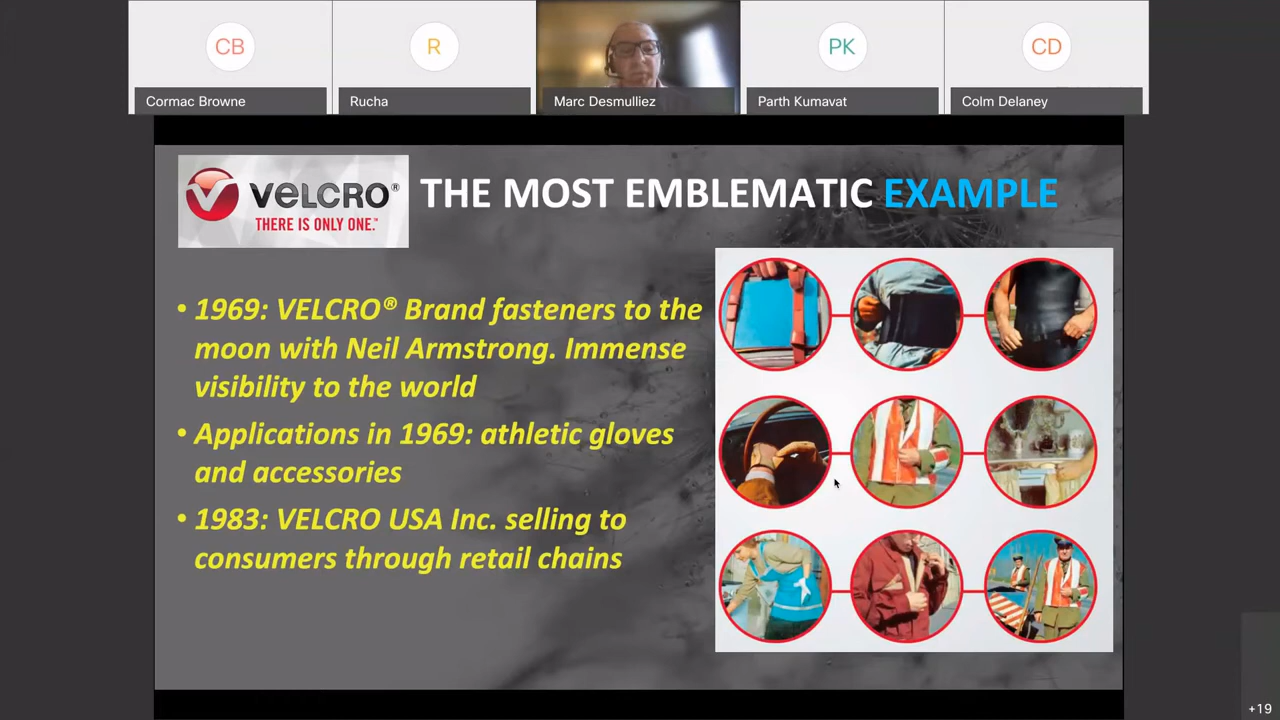 CB
R
PK
CD
Cormac Browne
Rucha
Marc Desmulliez
Parth Kumavat
Colm Delaney
VELCRO®
THERE IS ONLY ONE.™
THE MOST EMBLEMATIC EXAMPLE
• 1969: VELCRO® Brand fasteners to the
moon with Neil Armstrong. Immense
visibility to the world
• Applications in 1969: athletic gloves
and accessories
• 1983: VELCRO USA Inc. selling to
consumers through retail chains
+19